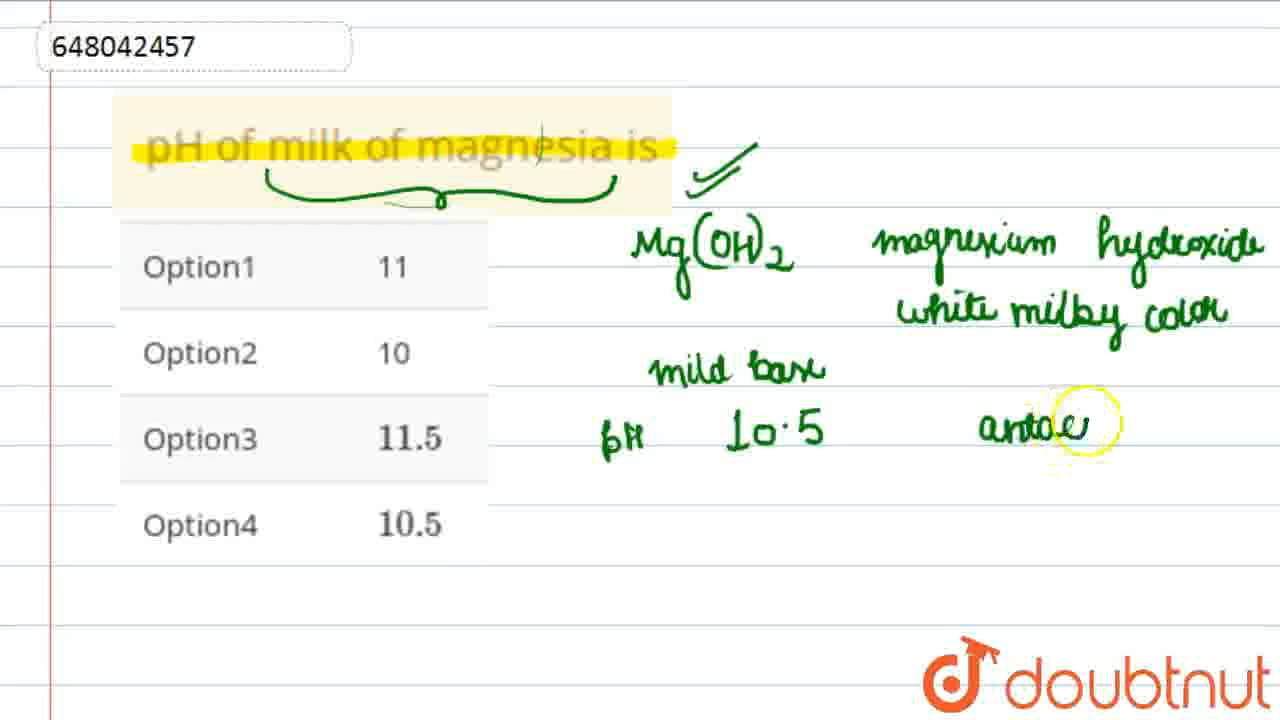 648042457
pH of milk of magnesia is
Option1 11
Option2 10
Option3 11.5
Option4 10.5
Mg(OH)2 magnesium hydroxide
white milky color
mild base
pH 10.5
doubtnut